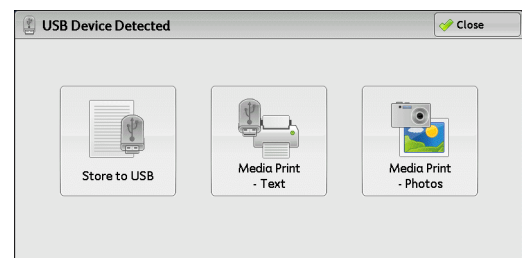 USB Device Detected
Close
Store to USB
Media Print
- Text
Media Print
- Photos